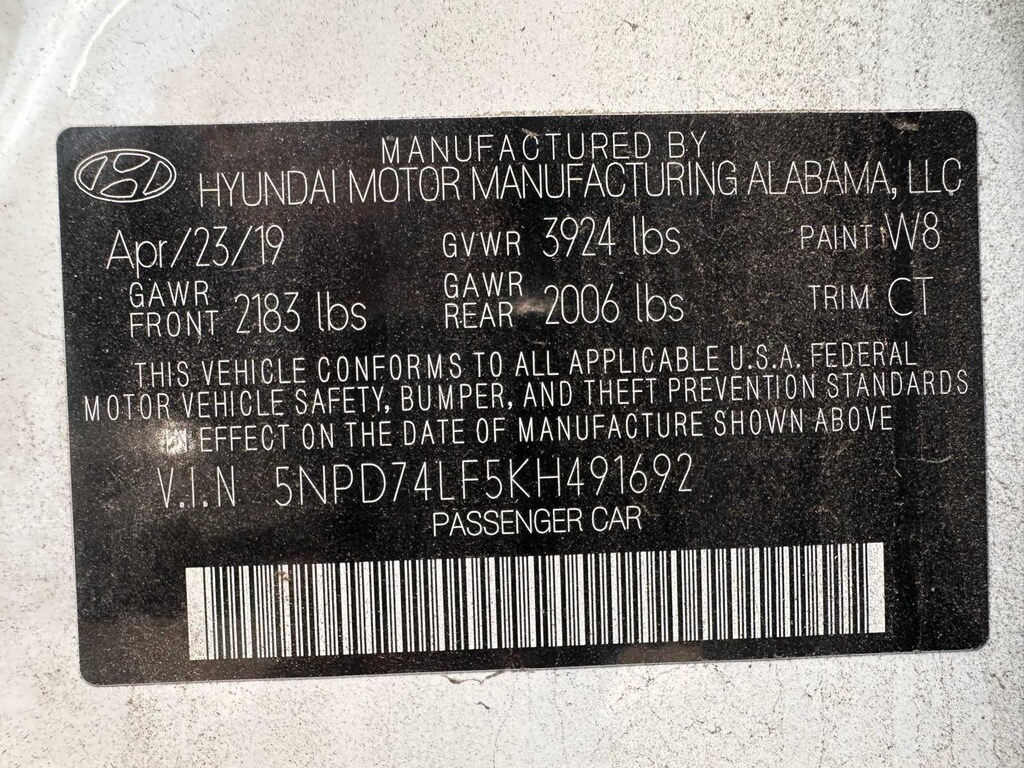 MANUFACTURED BY
HYUNDAI MOTOR MANUFACTURING ALABAMA, LLC
Apr/23/19 GVWR 3924 lbs PAINT W8
GAWR FRONT 2183 lbs GAWR REAR 2006 lbs TRIM CT
THIS VEHICLE CONFORMS TO ALL APPLICABLE U.S.A. FEDERAL
MOTOR VEHICLE SAFETY, BUMPER, AND THEFT PREVENTION STANDARDS
IN EFFECT ON THE DATE OF MANUFACTURE SHOWN ABOVE
V.I.N 5NPD74LF5KH491692
PASSENGER CAR